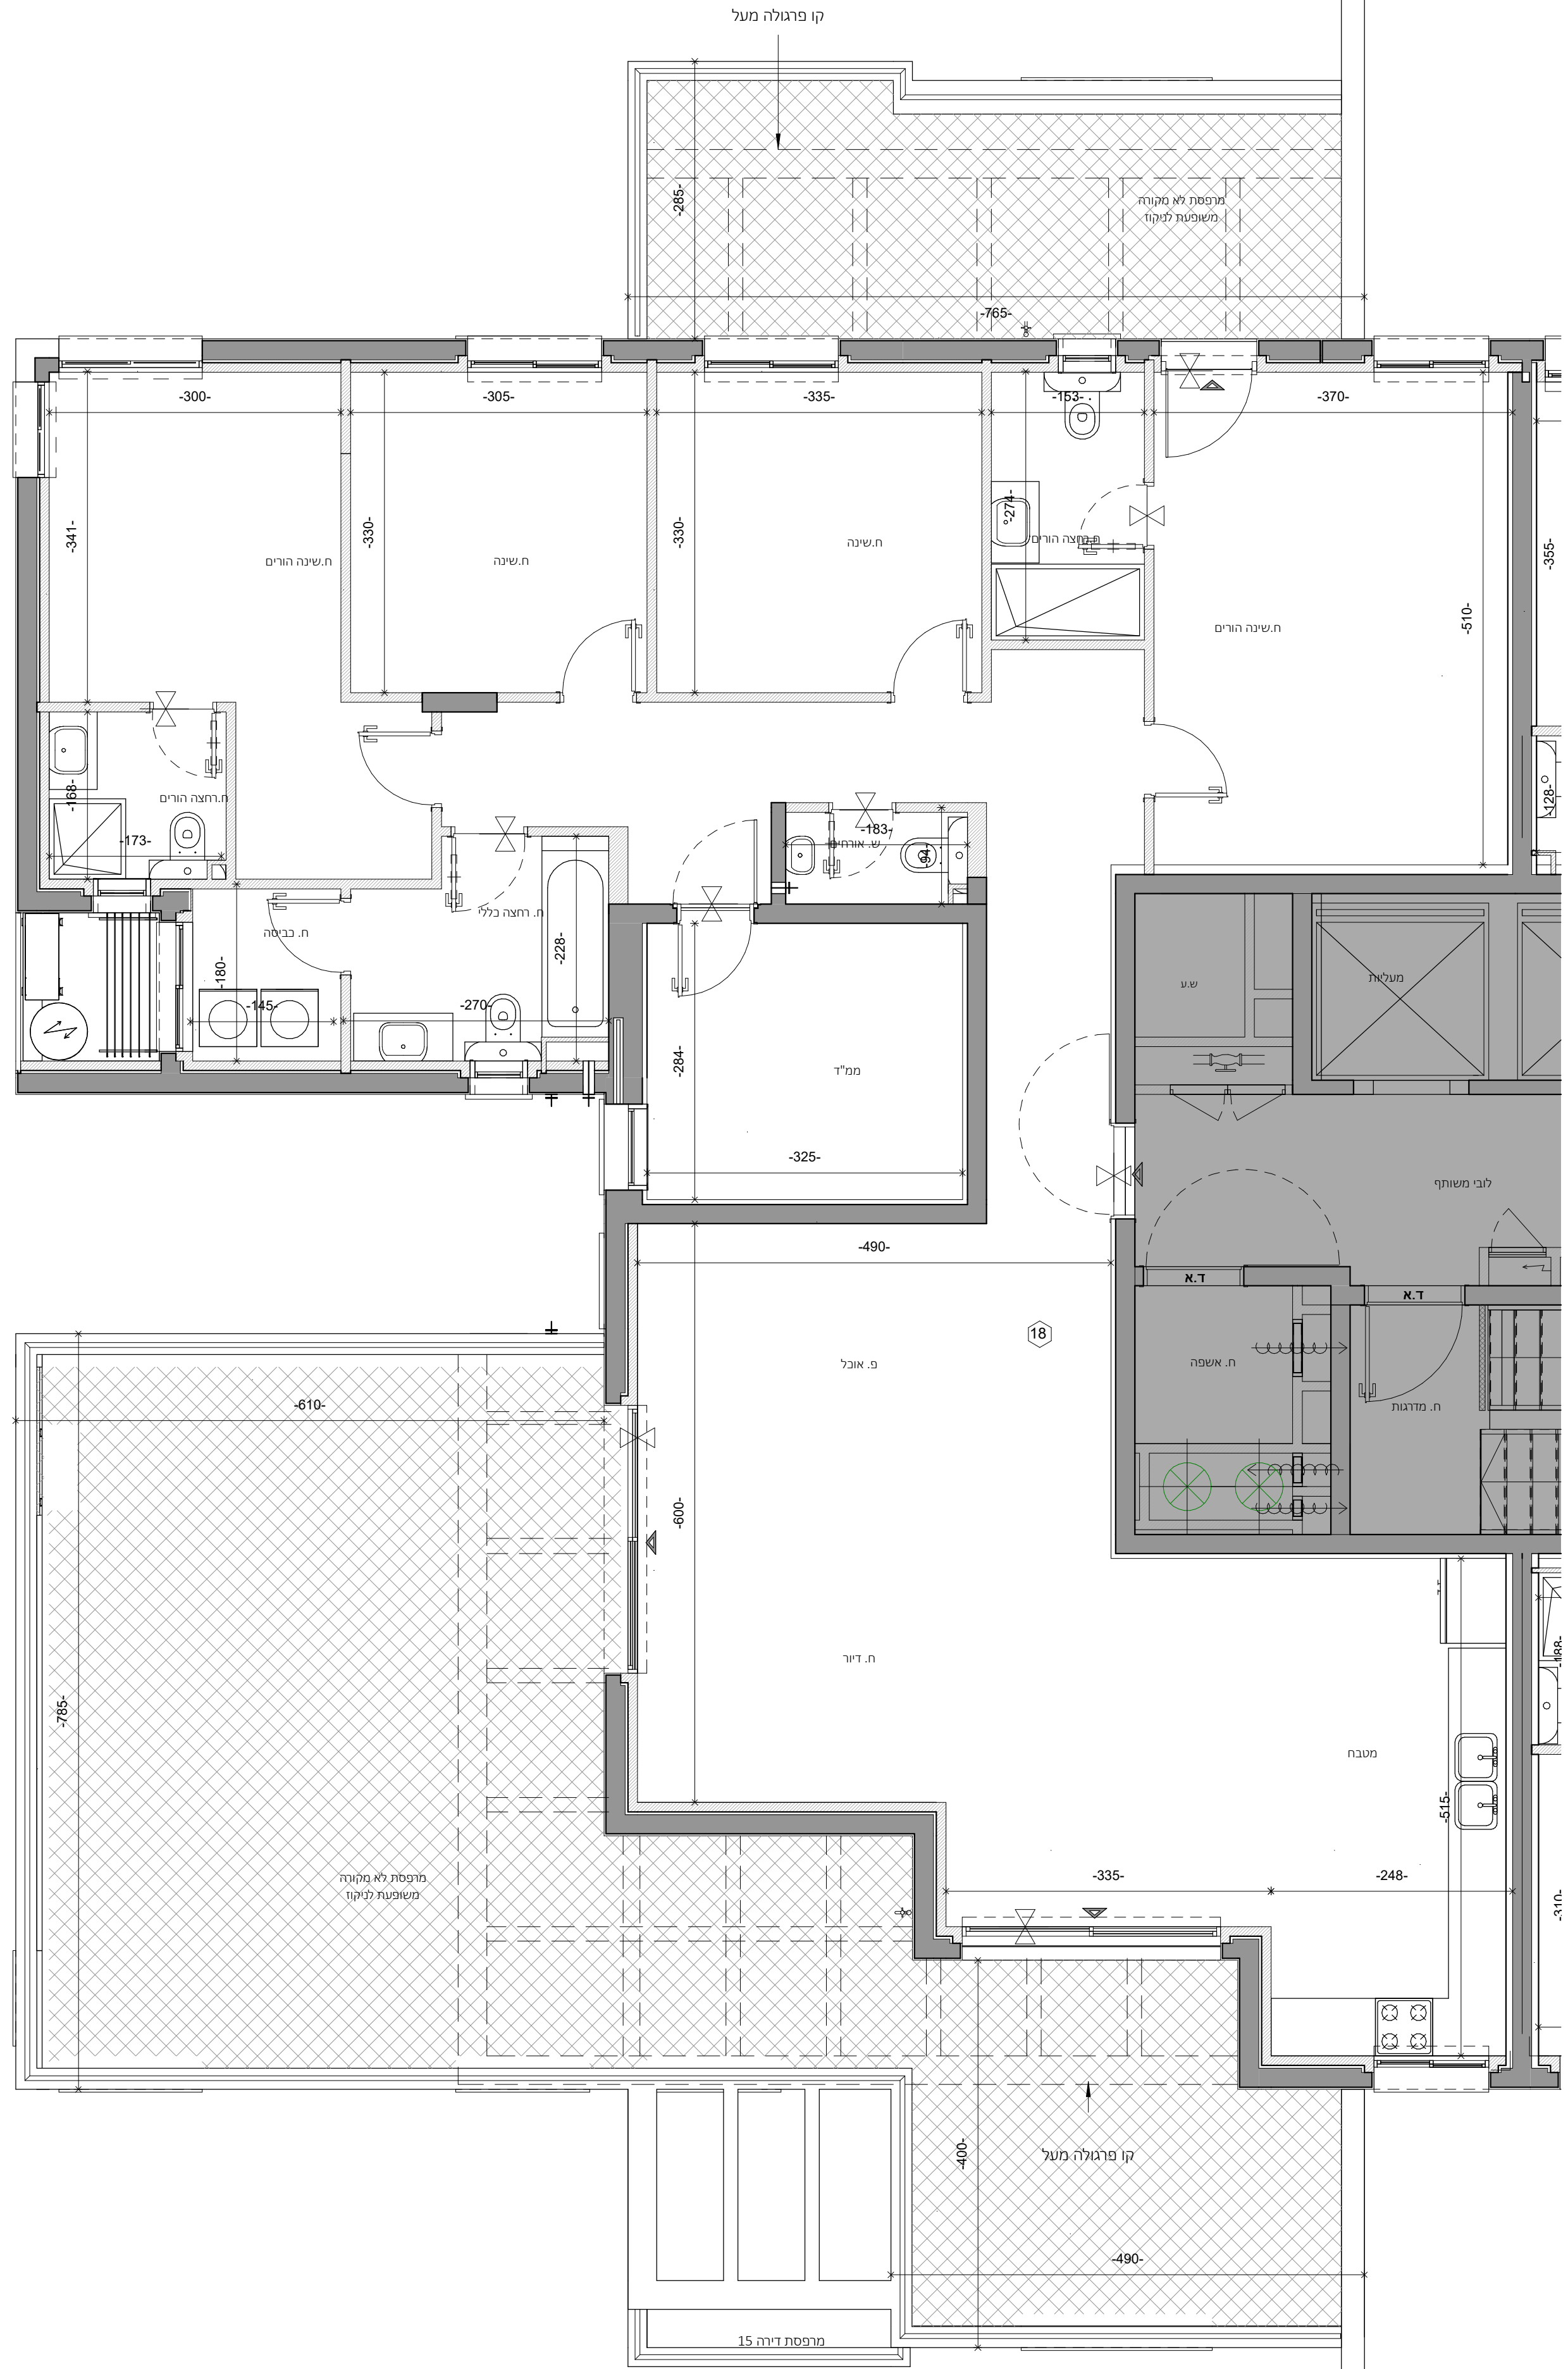 קו פרגולה מעל
-285-
מרפסת לא מקורה
משופעת לניקוז
-765-
-300-
-305-
-335-
-153-
-370-
-341-
-330-
-330-
-274-
-510-
-355-
ח.שינה הורים
ח.שינה
ח.שינה
ח.רחצה הורים
ח.שינה הורים
-168-
ח.רחצה הורים
-173-
-183-
ש. אורחים
-94-
-128-
ח. רחצה כללי
ח. כביסה
-228-
-180-
-145-
-270-
-284-
ממ"ד
-325-
ש.ע
מעליות
לובי משותף
-490-
ד.א
ד.א
18
פ. אוכל
ח. אשפה
ח. מדרגות
-610-
-600-
-785-
ח. דיור
מטבח
-188-
-515-
-335-
-248-
-310-
מרפסת לא מקורה
משופעת לניקוז
קו פרגולה מעל
-400-
-490-
מרפסת דירה 15